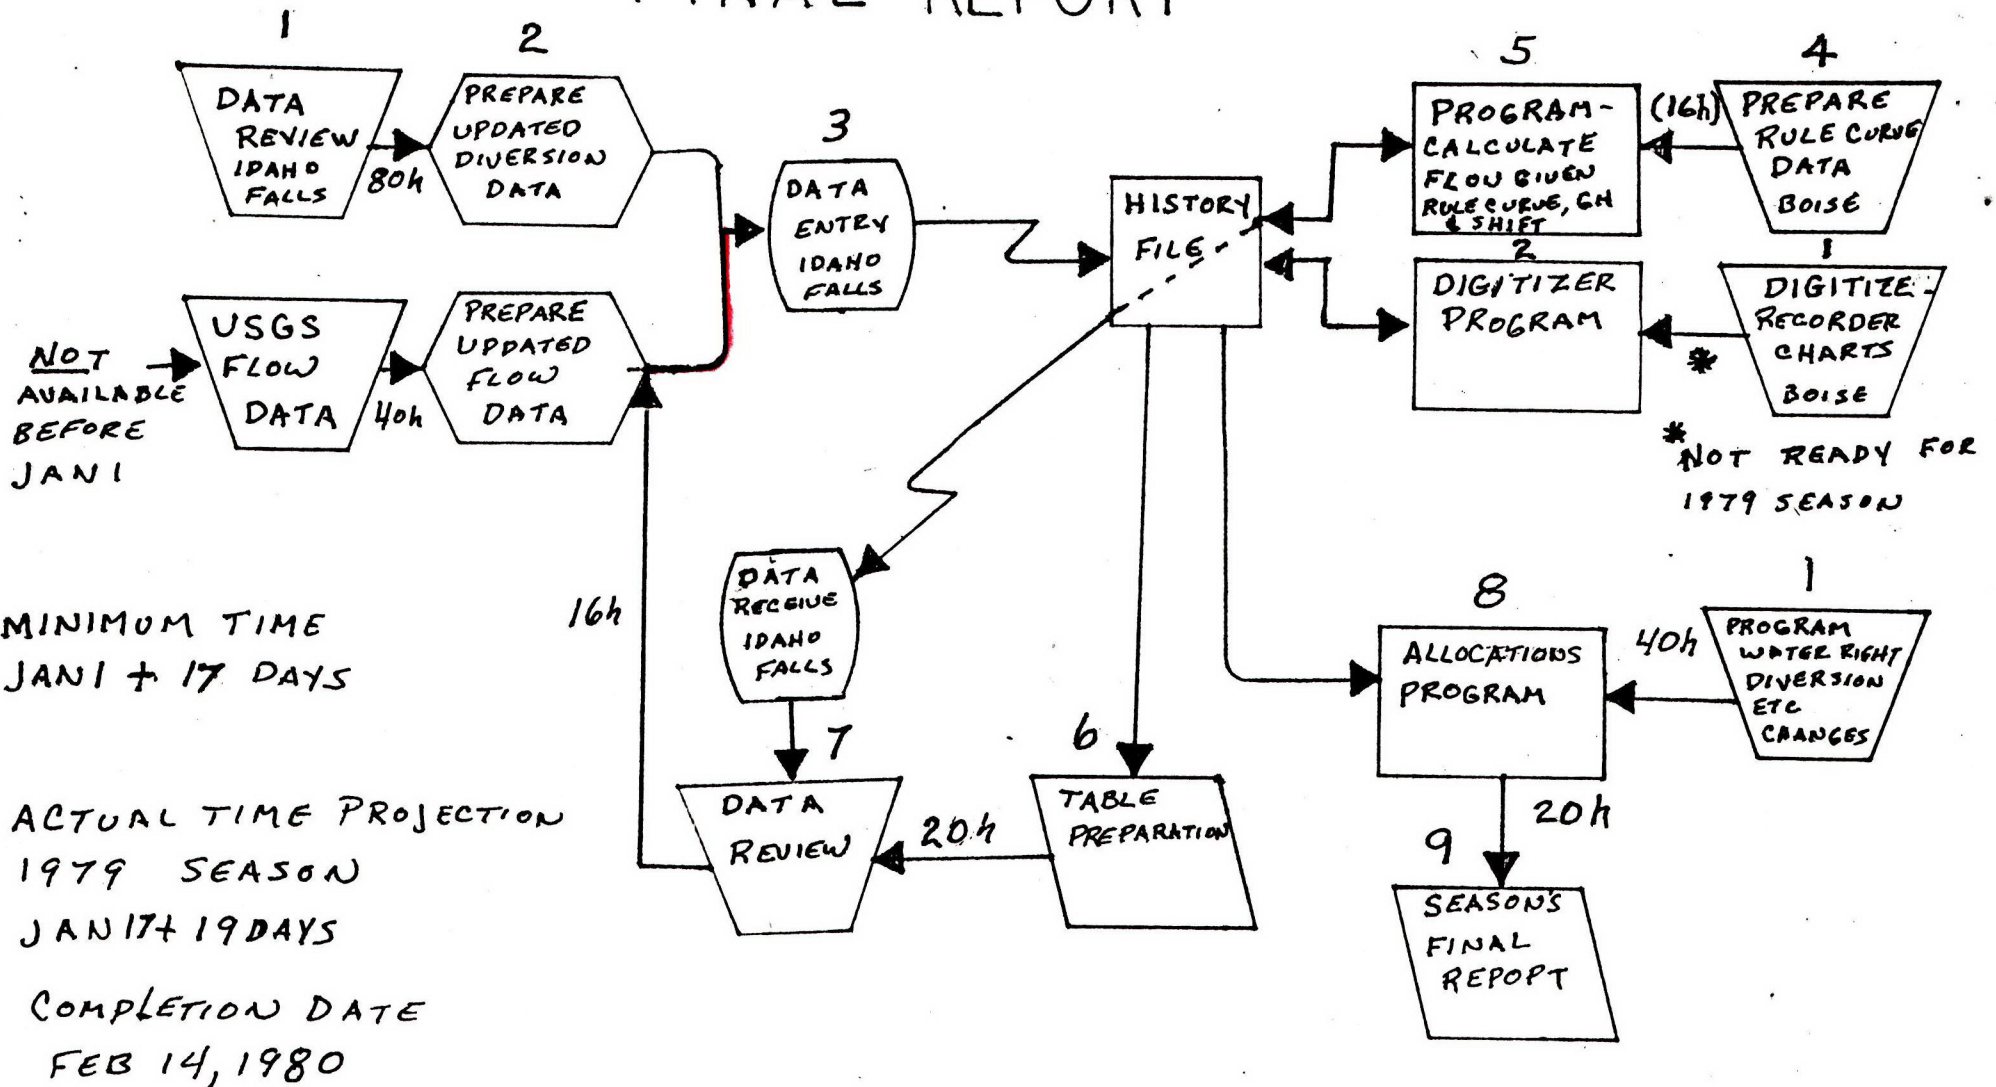 FINAL REPORT
1
DATA
REVIEW
IDAHO
FALLS
80h
2
PREPARE
UPDATED
DIVERSION
DATA
3
DATA
ENTRY
IDAHO
FALLS
HISTORY
FILE
5
PROGRAM-
CALCULATE
FLOW GIVEN
RULE CURVE, GH
& SHIFT
(16h)
4
PREPARE
RULE CURVE
DATA
BOISE
NOT
AVAILABLE
BEFORE
JAN 1
USGS
FLOW
DATA
40h
PREPARE
UPDATED
FLOW
DATA
2
DIGITIZER
PROGRAM
*
1
DIGITIZE-
RECORDER
CHARTS
BOISE
*
NOT READY FOR
1979 SEASON
16h
DATA
RECEIVE
IDAHO
FALLS
7
DATA
REVIEW
20h
6
TABLE
PREPARATION
8
ALLOCATIONS
PROGRAM
40h
1
PROGRAM
WATER RIGHT
DIVERSION
ETC
CHANGES
20h
9
SEASON'S
FINAL
REPOPT
MINIMUM TIME
JAN 1 + 17 DAYS
ACTUAL TIME PROJECTION
1979 SEASON
JAN 17 + 19 DAYS
COMPLETION DATE
FEB 14, 1980